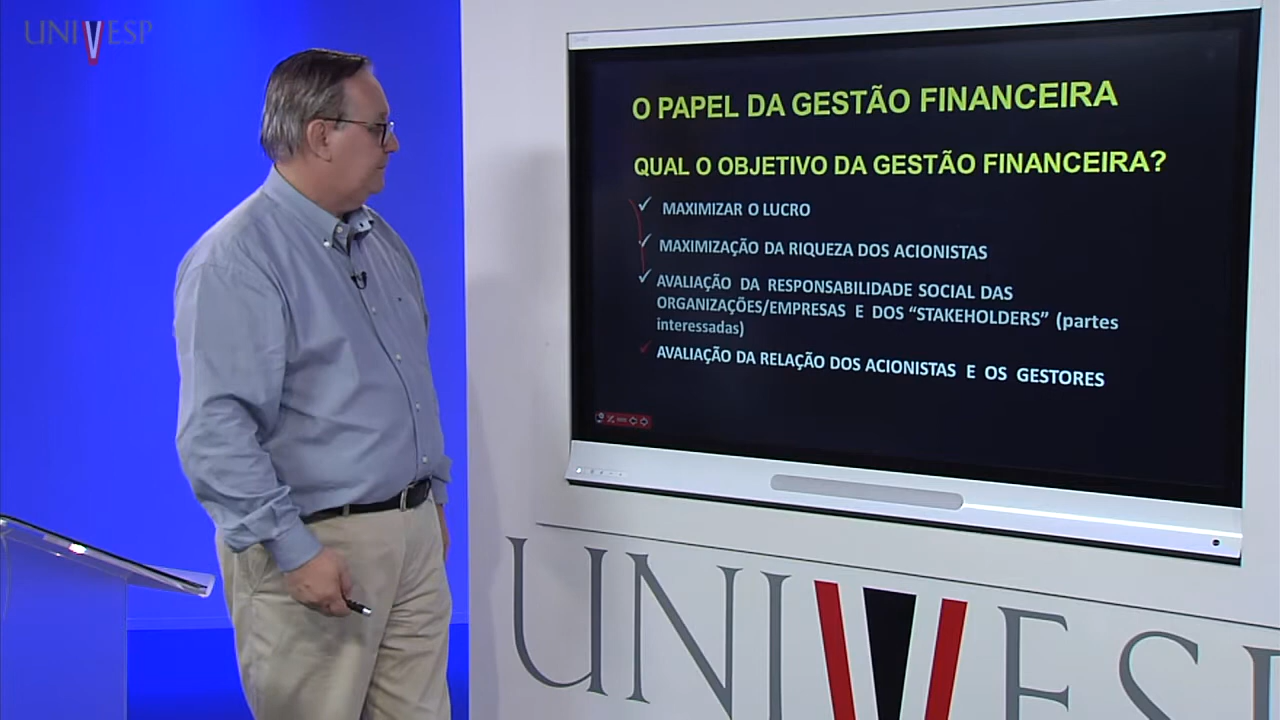 UNIVESP
O PAPEL DA GESTÃO FINANCEIRA
QUAL O OBJETIVO DA GESTÃO FINANCEIRA?
✓ MAXIMIZAR O LUCRO
✓ MAXIMIZAÇÃO DA RIQUEZA DOS ACIONISTAS
✓ AVALIAÇÃO DA RESPONSABILIDADE SOCIAL DAS
ORGANIZAÇÕES/EMPRESAS E DOS “STAKEHOLDERS” (partes
interessadas)
✓ AVALIAÇÃO DA RELAÇÃO DOS ACIONISTAS E OS GESTORES
UNIVESP